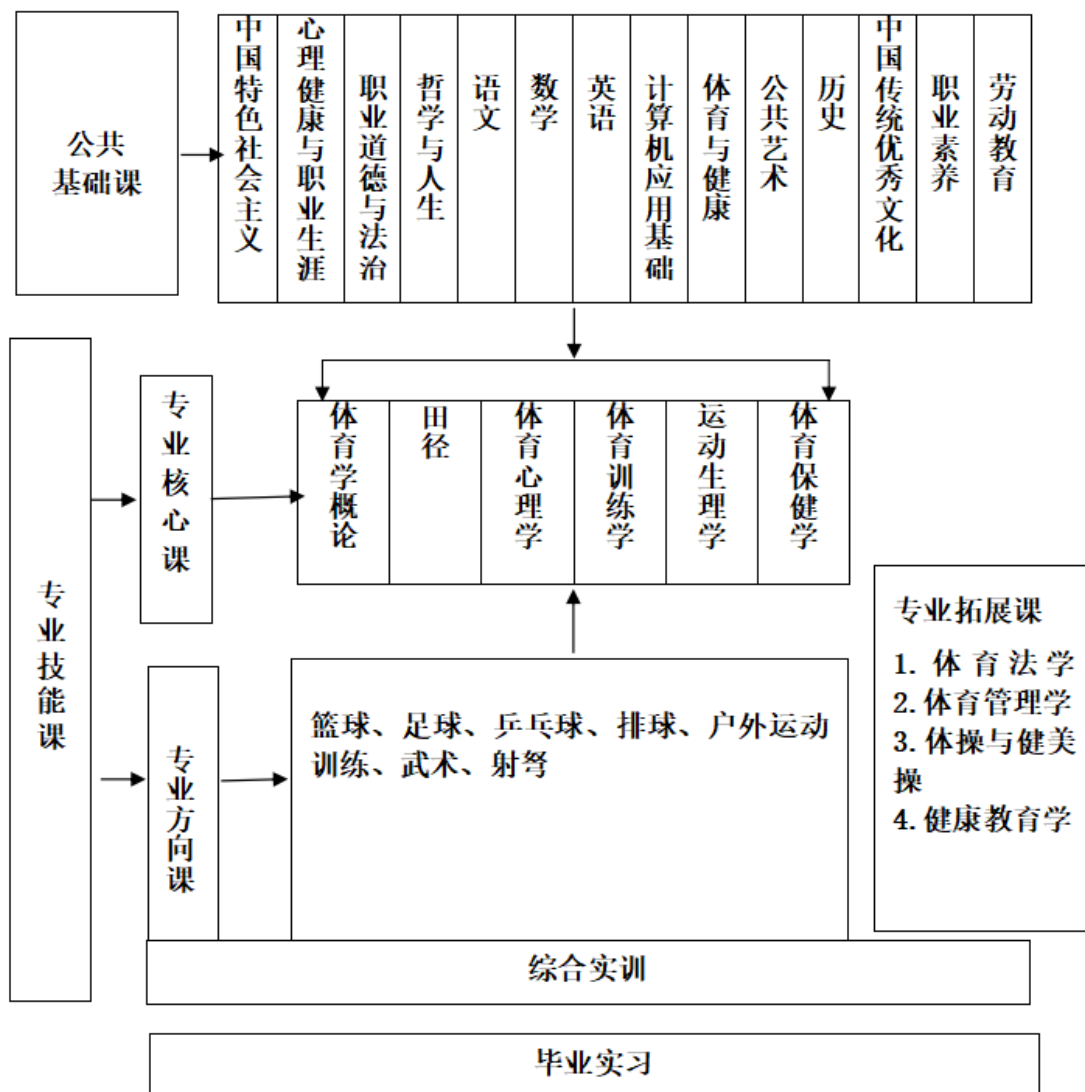 公共
基础课
中国特色社会主义
心理健康与职业生涯
职业道德与法治
哲学与人生
语文
数学
英语
计算机应用基础
体育与健康
公共艺术
历史
中国传统优秀文化
职业素养
劳动教育
专业技能课
专业核心课
体育学概论
田径
体育心理学
体育训练学
运动生理学
体育保健学
专业方向课
篮球、足球、乒乓球、排球、户外运动
训练、武术、射弩
专业拓展课
1. 体育法学
2.体育管理学
3.体操与健美
操
4.健康教育学
综合实训
毕业实习